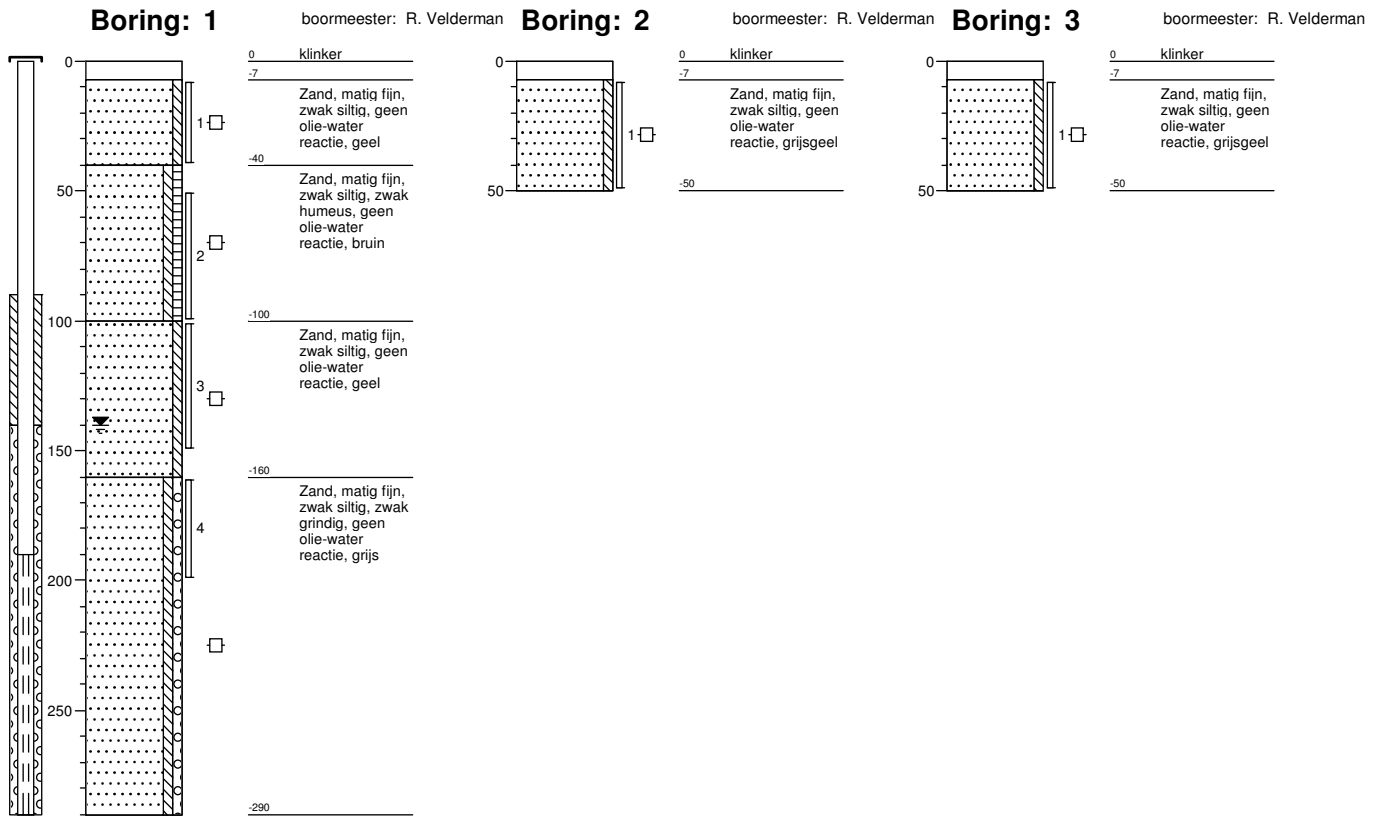 Boring: 1
boormeester: R. Velderman
0
50
100
150
200
250
1
2
3
4
0
klinker
-7
Zand, matig fijn,
zwak siltig, geen
olie-water
reactie, geel
-40
Zand, matig fijn,
zwak siltig, zwak
humeus, geen
olie-water
reactie, bruin
-100
Zand, matig fijn,
zwak siltig, geen
olie-water
reactie, geel
-160
Zand, matig fijn,
zwak siltig, zwak
grindig, geen
olie-water
reactie, grijs
-290
Boring: 2
boormeester: R. Velderman
0
50
1
0
klinker
-7
Zand, matig fijn,
zwak siltig, geen
olie-water
reactie, grijsgeel
-50
Boring: 3
boormeester: R. Velderman
0
50
1
0
klinker
-7
Zand, matig fijn,
zwak siltig, geen
olie-water
reactie, grijsgeel
-50